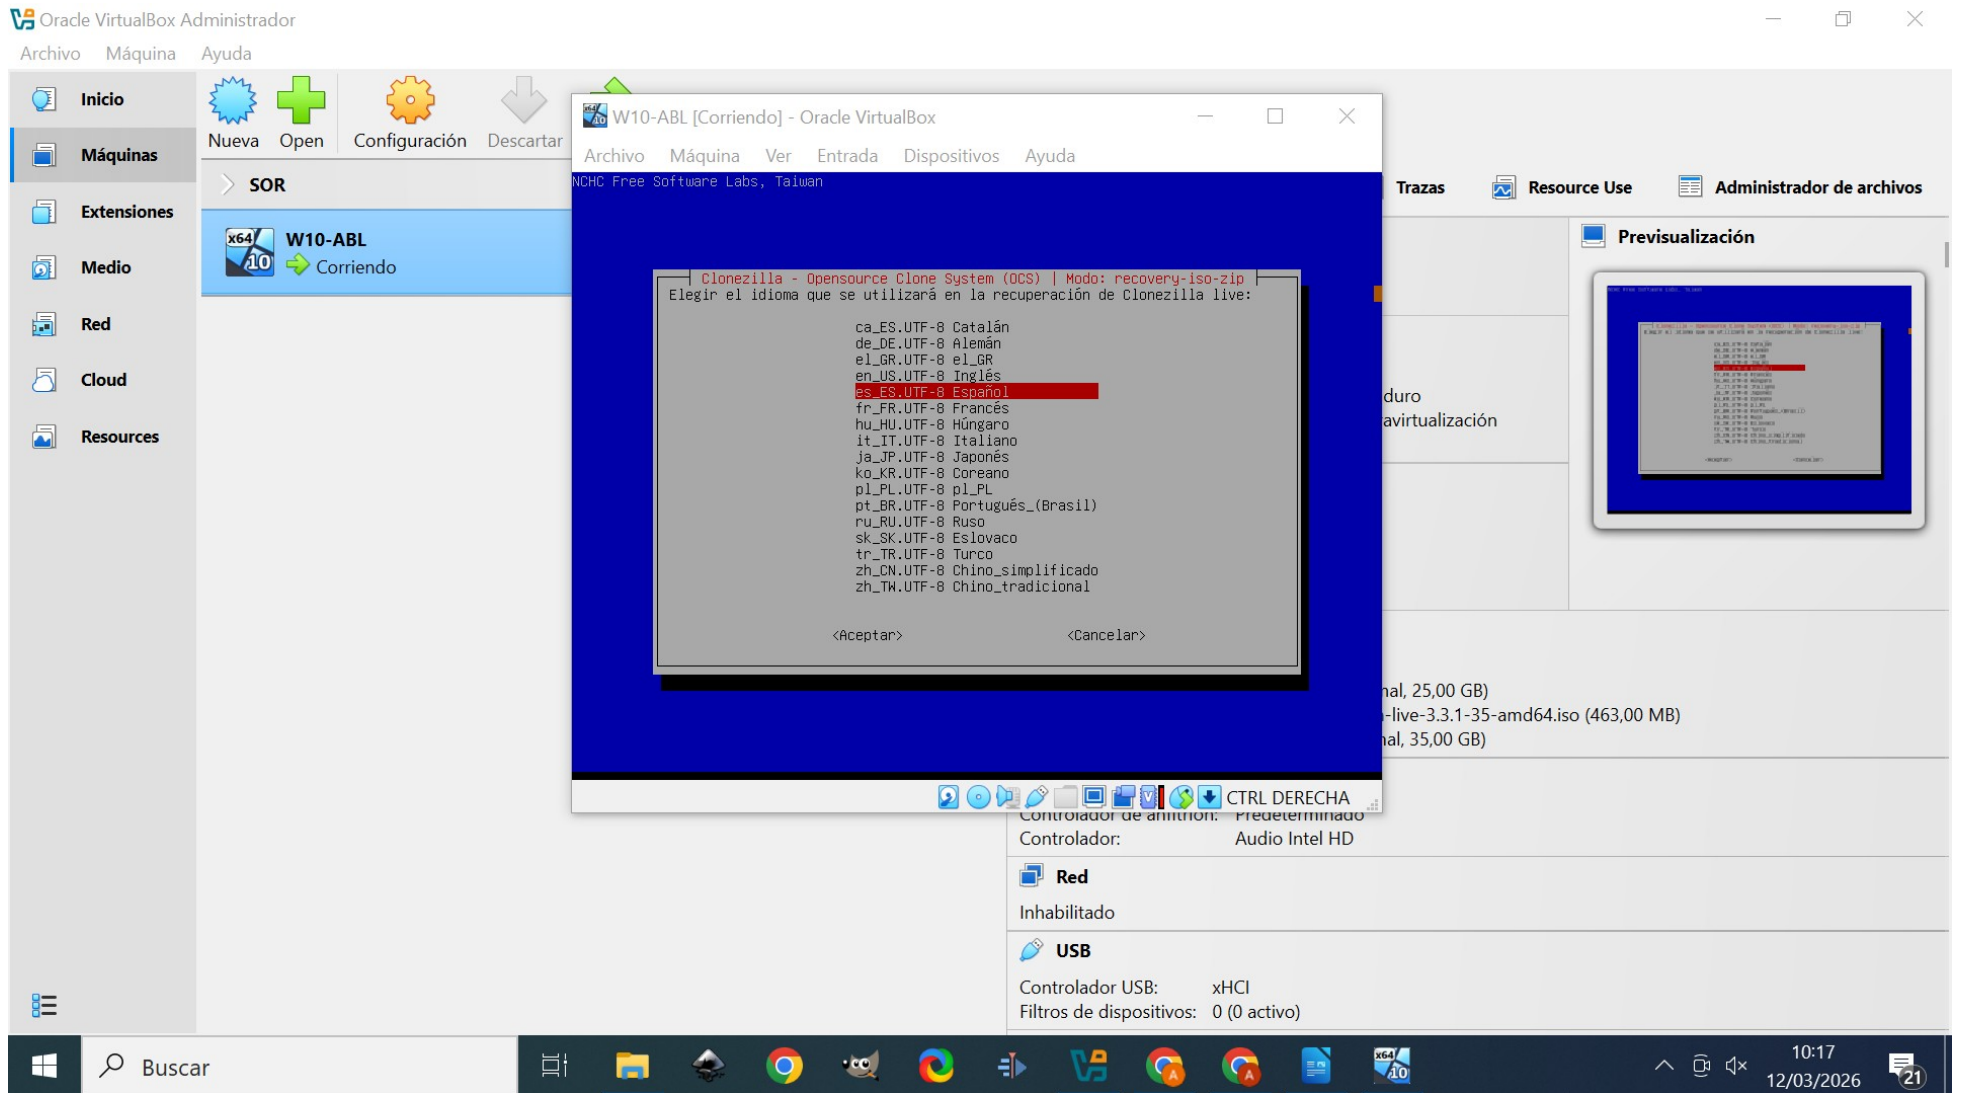 Oracle VirtualBox Administrador
Archivo Máquina Ayuda
Inicio
Máquinas
Extensiones
Medio
Red
Cloud
Resources
Nueva Open Configuración Descartar
SOR
x64 10 W10-ABL
Corriendo
Trazas Resource Use Administrador de archivos
W10-ABL [Corriendo] - Oracle VirtualBox
Archivo Máquina Ver Entrada Dispositivos Ayuda
NCHC Free Software Labs, Taiwan
Clonezilla - Opensource Clone System (OCS) | Modo: recovery-iso-zip
Elegir el idioma que se utilizará en la recuperación de Clonezilla live:
ca_ES.UTF-8 Catalán
de_DE.UTF-8 Alemán
el_GR.UTF-8 el_GR
en_US.UTF-8 Inglés
es_ES.UTF-8 Español
fr_FR.UTF-8 Francés
hu_HU.UTF-8 Húngaro
it_IT.UTF-8 Italiano
ja_JP.UTF-8 Japonés
ko_KR.UTF-8 Coreano
pl_PL.UTF-8 pl_PL
pt_BR.UTF-8 Portugués_(Brasil)
ru_RU.UTF-8 Ruso
sk_SK.UTF-8 Eslovaco
tr_TR.UTF-8 Turco
zh_CN.UTF-8 Chino_simplificado
zh_TW.UTF-8 Chino_tradicional
<Aceptar> <Cancelar>
CTRL DERECHA
Previsualización
duro
avirtualización
nal, 25,00 GB)
-live-3.3.1-35-amd64.iso (463,00 MB)
nal, 35,00 GB)
Controlador de anfitrión: Predeterminado
Controlador: Audio Intel HD
Red
Inhabilitado
USB
Controlador USB: xHCI
Filtros de dispositivos: 0 (0 activo)
Buscar
10:17
12/03/2026
21